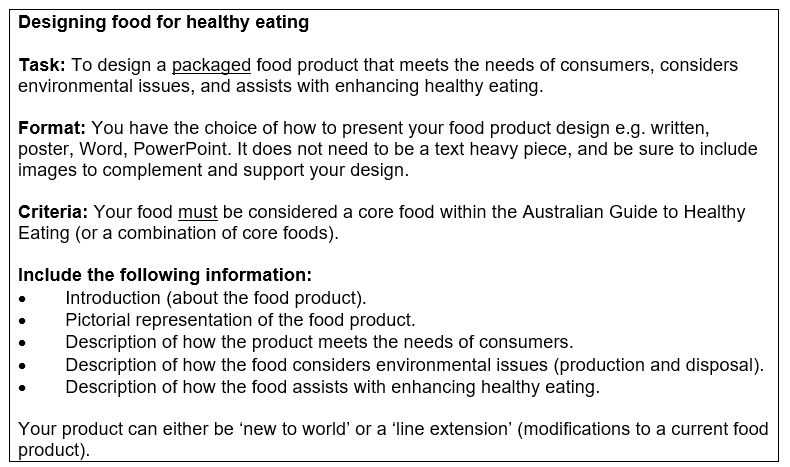 Designing food for healthy eating
Task: To design a packaged food product that meets the needs of consumers, considers
environmental issues, and assists with enhancing healthy eating.
Format: You have the choice of how to present your food product design e.g. written,
poster, Word, PowerPoint. It does not need to be a text heavy piece, and be sure to include
images to complement and support your design.
Criteria: Your food must be considered a core food within the Australian Guide to Healthy
Eating (or a combination of core foods).
Include the following information:
• Introduction (about the food product).
• Pictorial representation of the food product.
• Description of how the product meets the needs of consumers.
• Description of how the food considers environmental issues (production and disposal).
• Description of how the food assists with enhancing healthy eating.
Your product can either be ‘new to world’ or a ‘line extension’ (modifications to a current food
product).